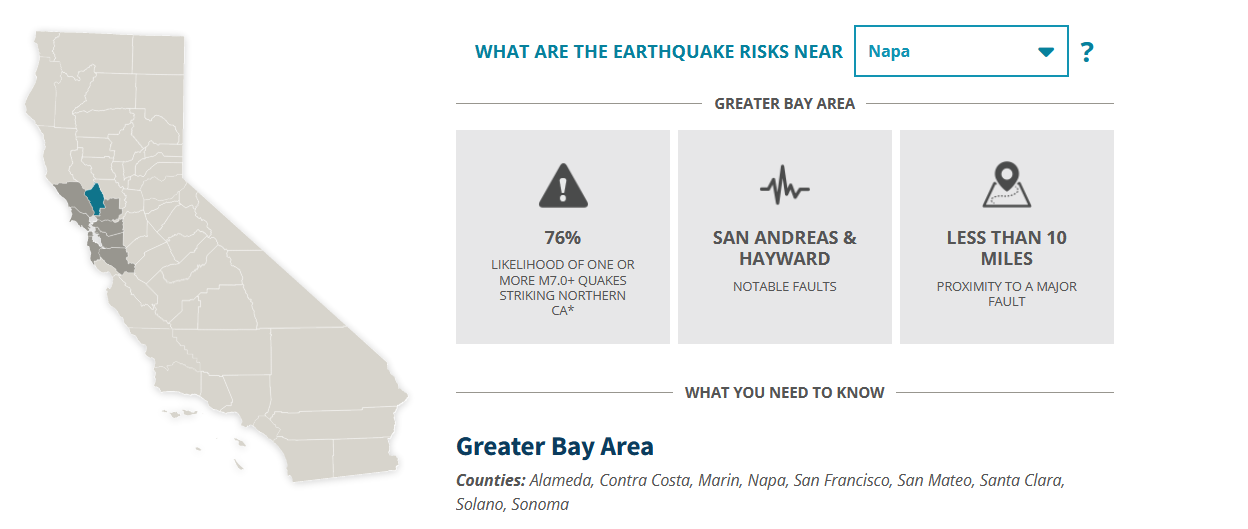 WHAT ARE THE EARTHQUAKE RISKS NEAR Napa ?
GREATER BAY AREA
76%
LIKELIHOOD OF ONE OR
MORE M7.0+ QUAKES
STRIKING NORTHERN
CA*
SAN ANDREAS &
HAYWARD
NOTABLE FAULTS
LESS THAN 10
MILES
PROXIMITY TO A MAJOR
FAULT
WHAT YOU NEED TO KNOW
Greater Bay Area
Counties: Alameda, Contra Costa, Marin, Napa, San Francisco, San Mateo, Santa Clara,
Solano, Sonoma